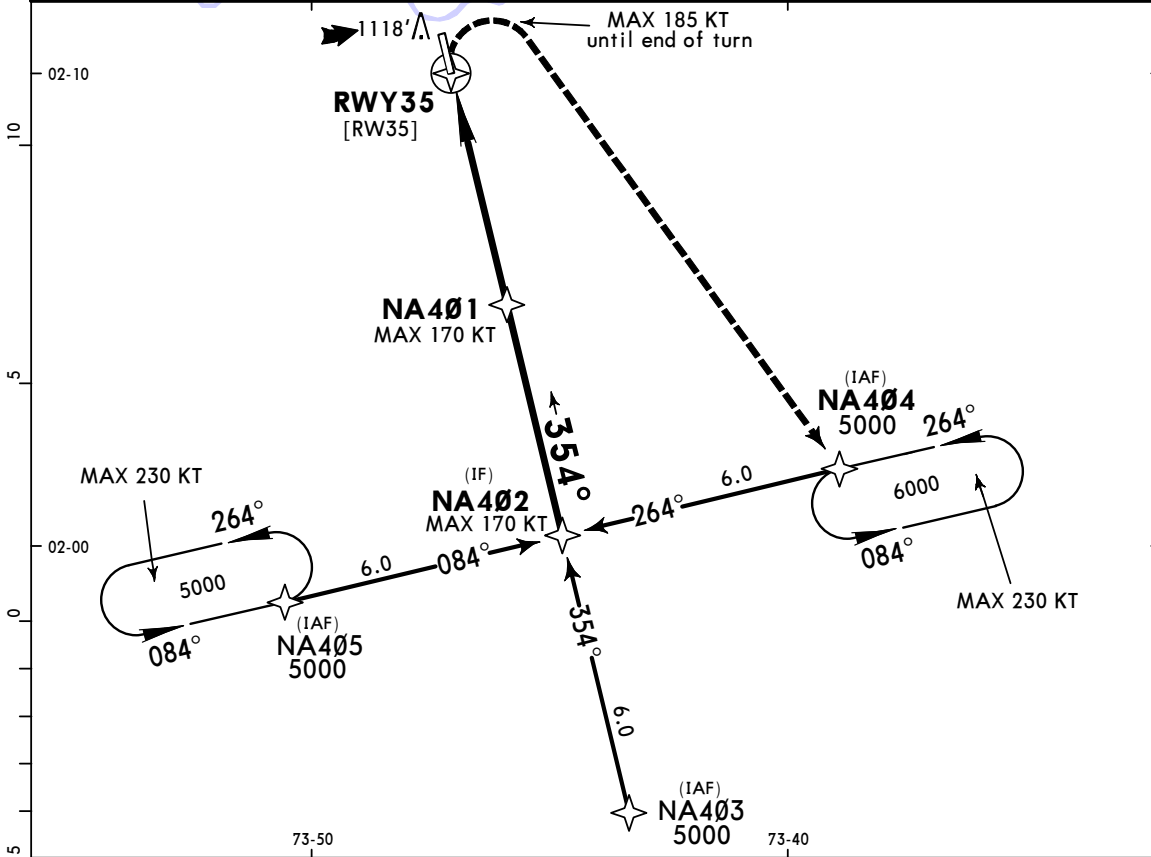 MAX 185 KT
until end of turn
1118'
02-10
RWY35
[RW35]
10
NA4Ø1
MAX 170 KT
5
(IAF)
NA4Ø4
5000
264°
354°
MAX 230 KT
(IF)
NA4Ø2
MAX 170 KT
6.0
264°
6000
084°
264°
02-00
5000
6.0
084°
MAX 230 KT
0
084°
(IAF)
NA4Ø5
5000
354°
6.0
(IAF)
NA4Ø3
5000
73-50
73-40
5